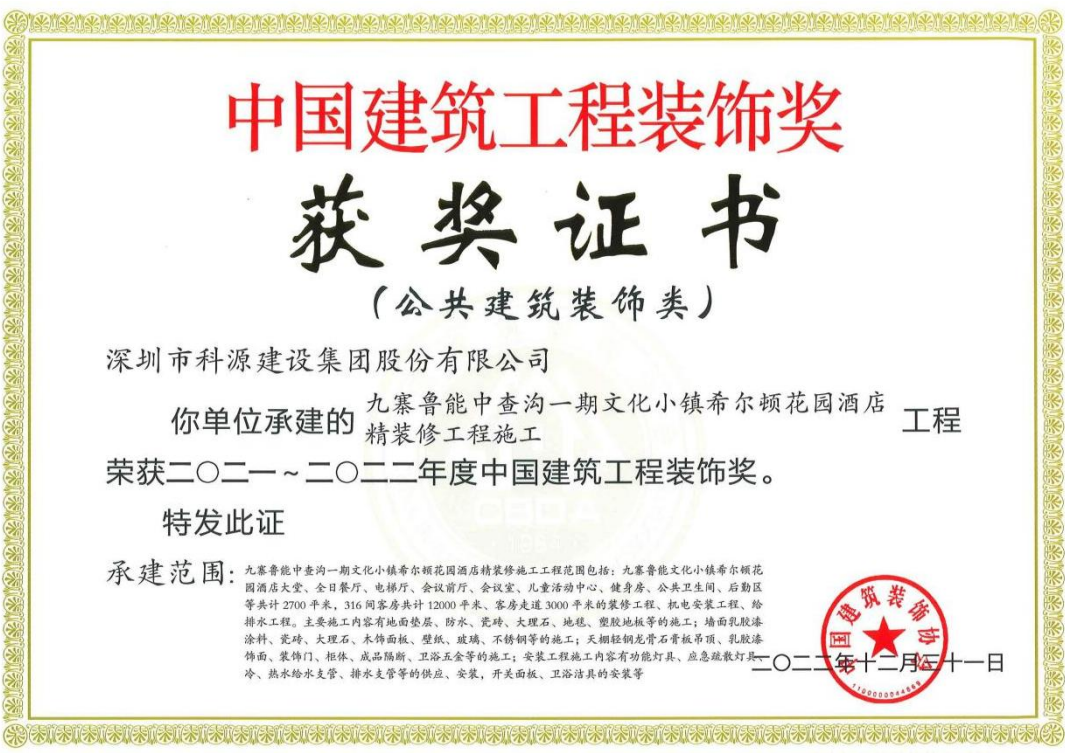 中国建筑工程装饰奖
获奖证书
（公共建筑装饰类）
深圳市科源建设集团股份有限公司
你单位承建的 九寨鲁能中查沟一期文化小镇希尔顿花园酒店精装修工程施工 工程
荣获二〇二一～二〇二二年度中国建筑工程装饰奖。
特发此证
承建范围：九寨鲁能中查沟一期文化小镇希尔顿花园酒店精装修施工工程范围包括：九寨鲁能文化小镇希尔顿花
园酒店大堂、全日餐厅、电梯厅、会议前厅、会议室、儿童活动中心、健身房、公共卫生间、后勤区
等共计2700平米，316间客房共计12000平米、客房走道3000平米的装修工程、机电安装工程、给
排水工程。主要施工内容有地面垫层、防水、瓷砖、大理石、地毯、塑胶地板等的施工；墙面乳胶漆
涂料、瓷砖、大理石、木饰面板、壁纸、玻璃、不锈钢等的施工；天棚轻钢龙骨石膏板吊顶、乳胶漆
饰面、装饰门、柜体、成品隔断、卫浴五金等的施工；安装工程施工内容有功能灯具、应急疏散灯具、
冷、热水给水支管、排水支管等的供应、安装，开关面板、卫浴洁具的安装等
中国建筑装饰协会
二〇二二年十二月三十一日
CBDA
1984